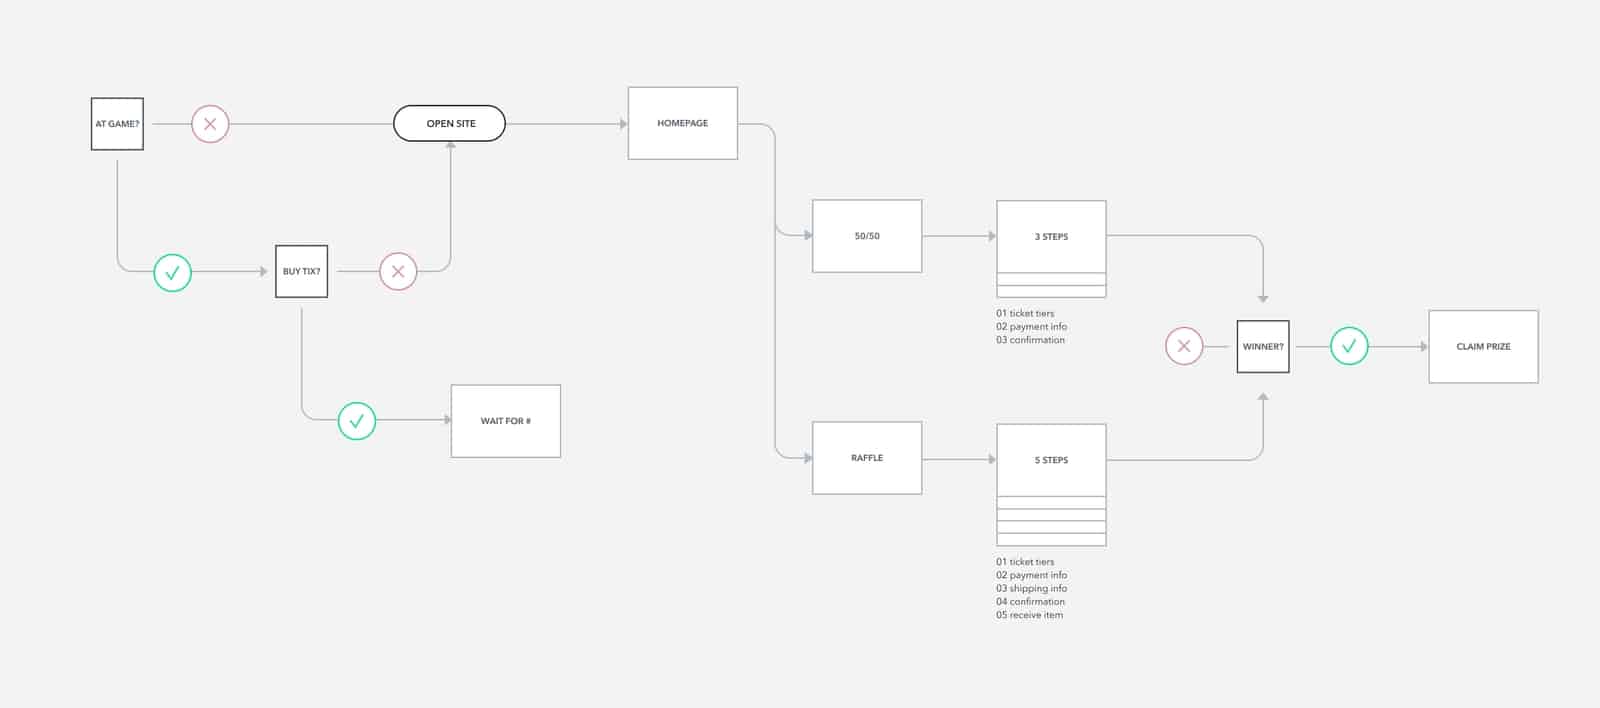 AT GAME?
OPEN SITE
HOMEPAGE
BUY TIX?
WAIT FOR #
50/50
3 STEPS
01 ticket tiers
02 payment info
03 confirmation
RAFFLE
5 STEPS
01 ticket tiers
02 payment info
03 shipping info
04 confirmation
05 receive item
WINNER?
CLAIM PRIZE